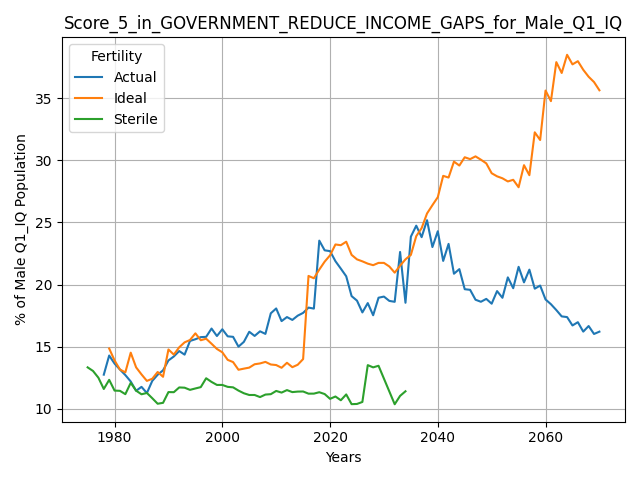 Score_5_in_GOVERNMENT_REDUCE_INCOME_GAPS_for_Male_Q1_IQ
Fertility
Actual
Ideal
Sterile
% of Male Q1_IQ Population
35
30
25
20
15
10
1980
2000
2020
2040
2060
Years